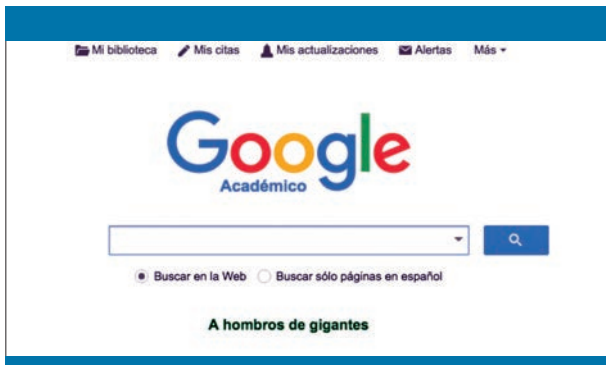 Mi biblioteca Mis citas Mis actualizaciones Alertas Más
Google
Académico
Buscar en la Web Buscar sólo páginas en español
A hombros de gigantes